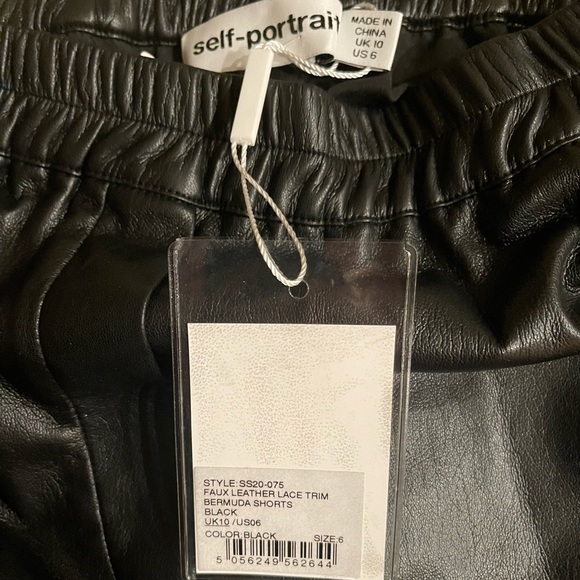 self-portrait
MADE IN
CHINA
UK 10
US 6
STYLE: SS20-075
FAUX LEATHER LACE TRIM
BERMUDA SHORTS
BLACK
UK10 /US06
COLOR:BLACK SIZE:6
5 056249 562644